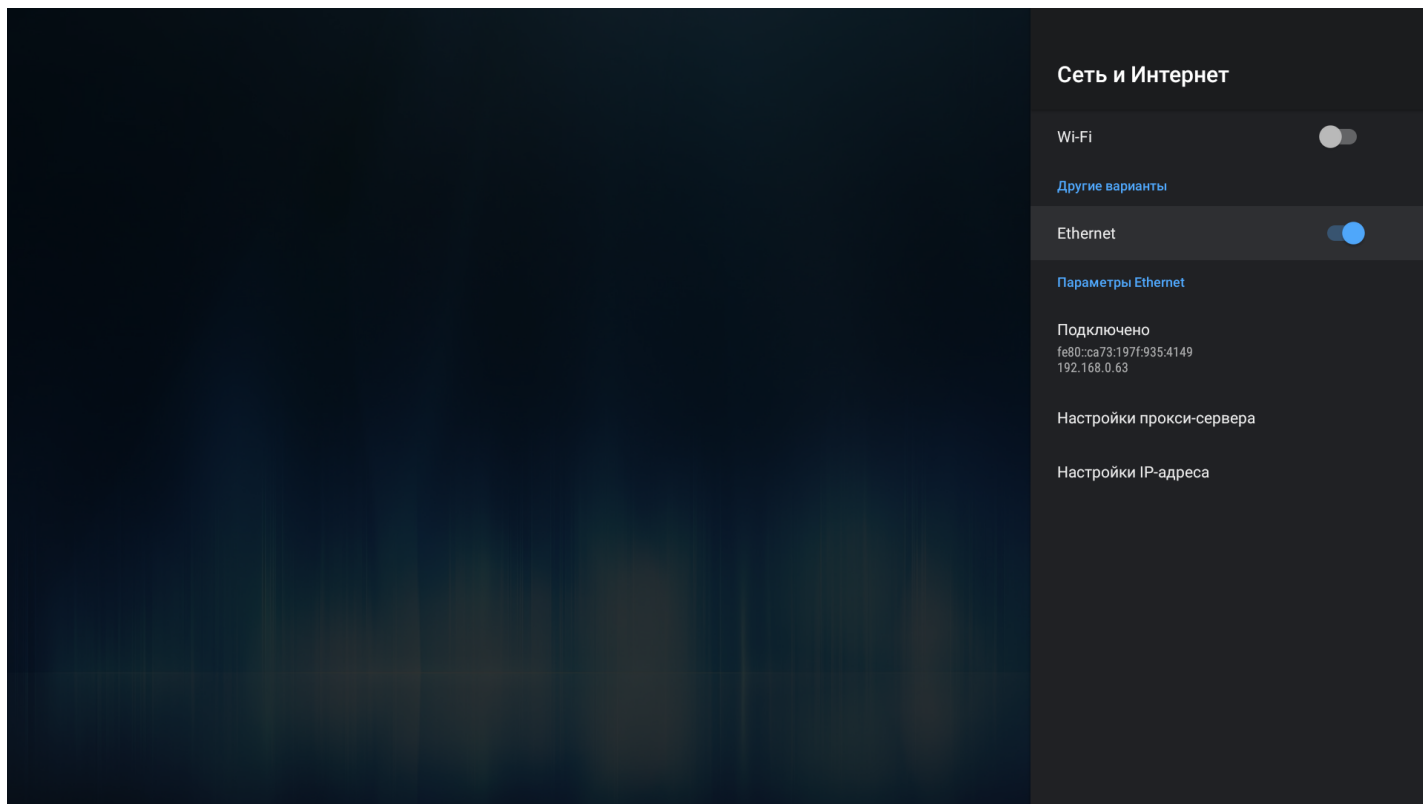 Сеть и Интернет
Wi-Fi
Другие варианты
Ethernet
Параметры Ethernet
Подключено
fe80::ca73:197f:935:4149
192.168.0.63
Настройки прокси-сервера
Настройки IP-адреса